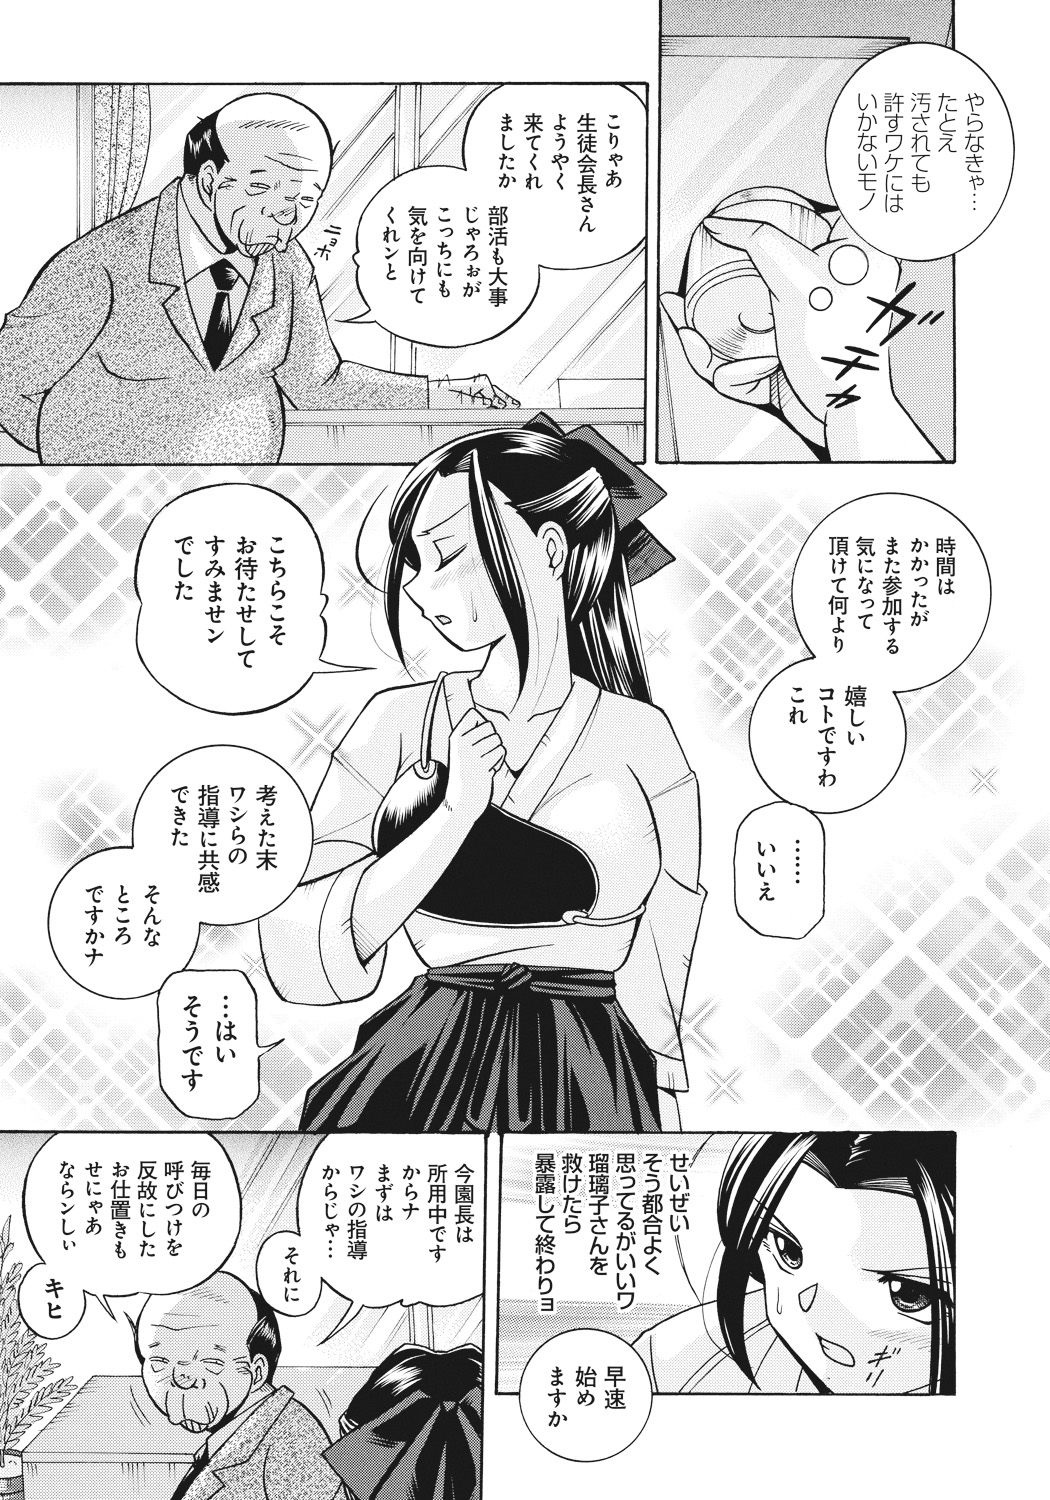 やらなきゃ…
たとえ
汚されても
許すワケには
いかないモノ
ガチャ
こりゃあ
生徒会長さん
ようやく
来てくれ
ましたか
部活も大事
じゃろぉが
こっちにも
気を向けて
くれンと
ニョホ
時間は
かかったが
また参加する
気になって
頂けて何より
嬉しい
コトですわ
これ
こちらこそ
お待たせして
すみませン
でした
……
いいえ
考えた末
ワシらの
指導に共感
できた
そんな
ところ
ですかナ
…はい
そうです
せいぜい
そう都合よく
思ってるがいいワ
瑠璃子さんを
救けたら
暴露して終わりョ
ギッ
早速
始め
ますか
今園長は
所用中です
からナ
まずは
ワシの指導
からじゃ…
それに
毎日の
呼びつけを
反故にした
お仕置きも
せにゃあ
ならンしぃ
キヒ